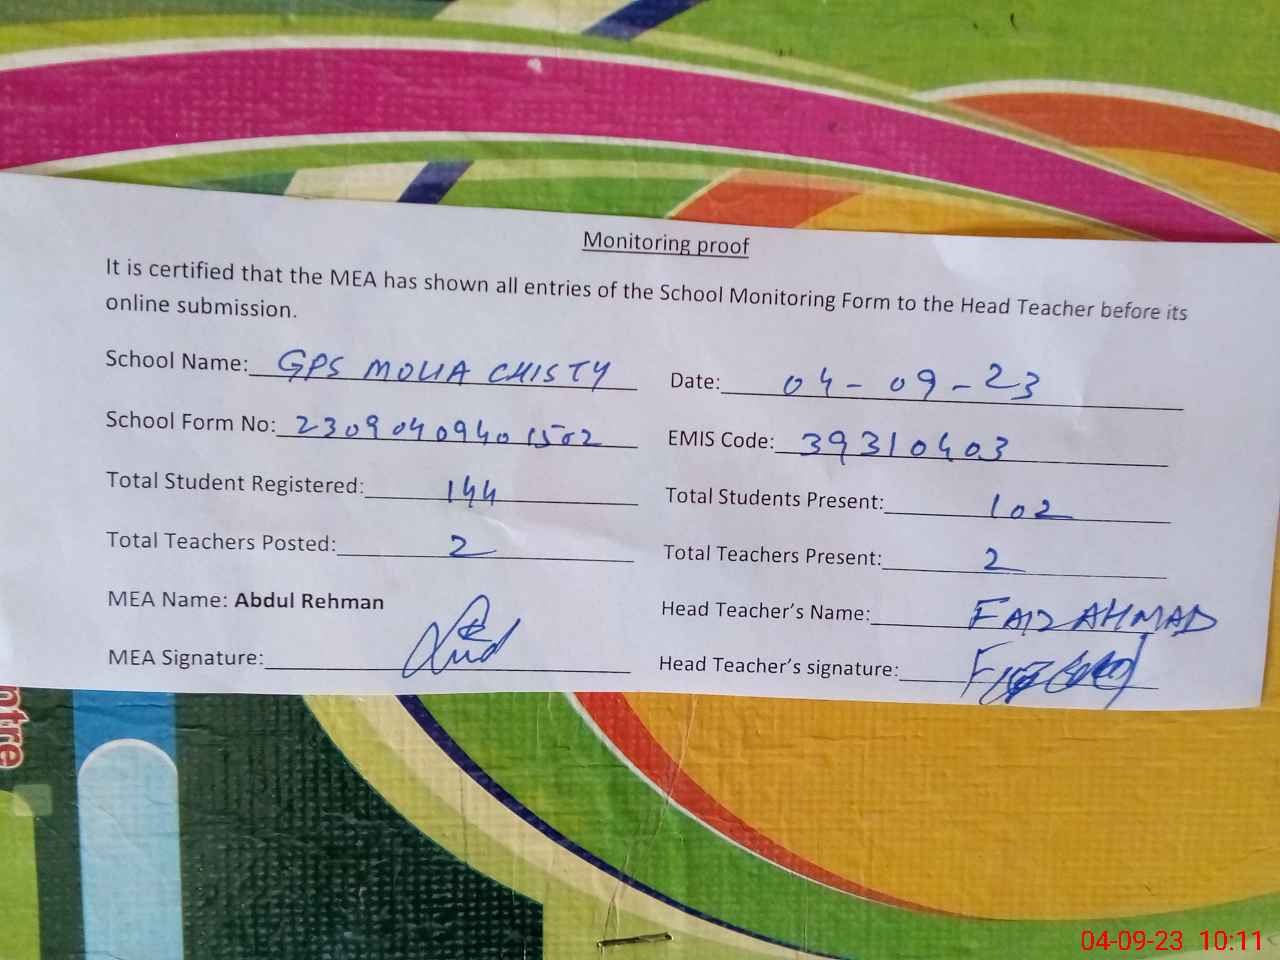 Monitoring proof
It is certified that the MEA has shown all entries of the School Monitoring Form to the Head Teacher before its
online submission.
School Name: GPS MOLLA CHISTY Date: 04-09-23
School Form No: 2309040940 1502 EMIS Code: 39310403
Total Student Registered: 144 Total Students Present: 102
Total Teachers Posted: 2 Total Teachers Present: 2
MEA Name: Abdul Rehman Head Teacher's Name: FAIZ AHMAD
MEA Signature: Head Teacher's signature:
ntre
04-09-23 10:11